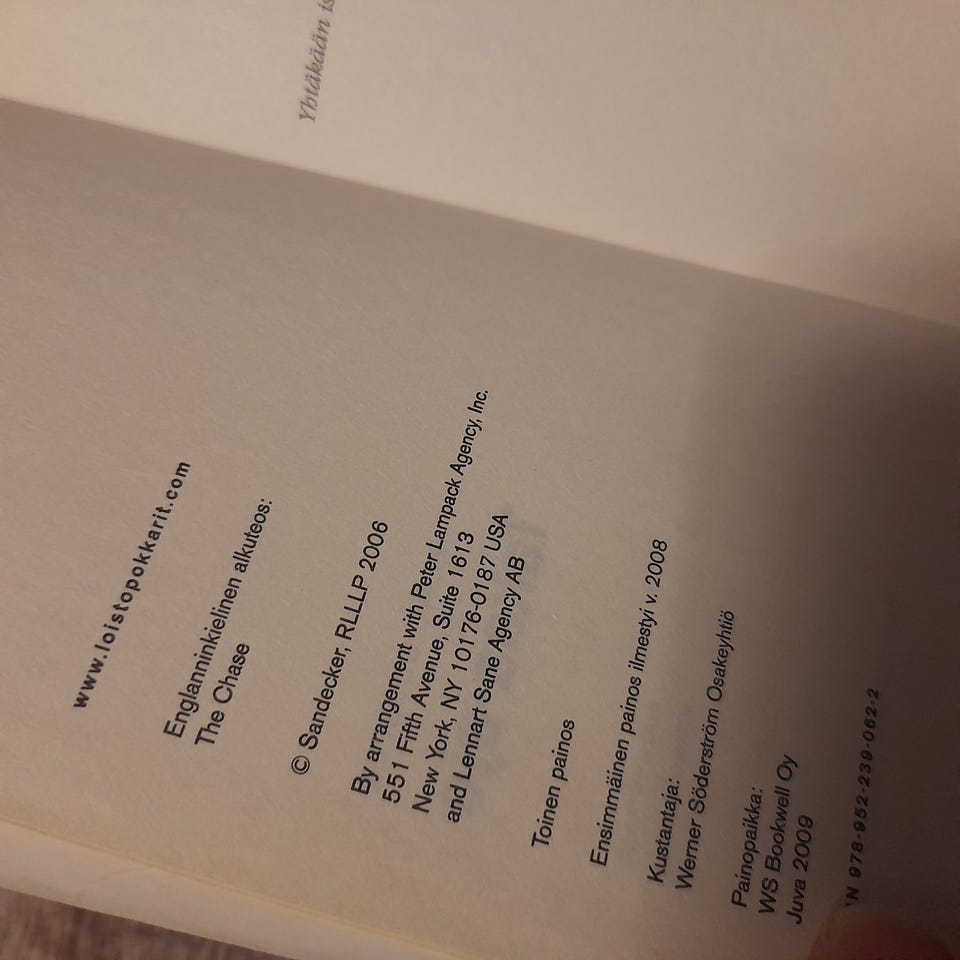 Yhtäkään
www.loistopokkarit.com
Englanninkielinen alkuteos:
The Chase
© Sandecker, RLLLP 2006
By arrangement with Peter Lampack Agency, Inc.
551 Fifth Avenue, Suite 1613
New York, NY 10176-0187 USA
and Lennart Sane Agency AB
Toinen painos
Ensimmäinen painos ilmestyi v. 2008
Kustantaja:
Werner Söderström Osakeyhtiö
Painopaikka:
WS Bookwell Oy
Juva 2009
N 978-952-239-062-2